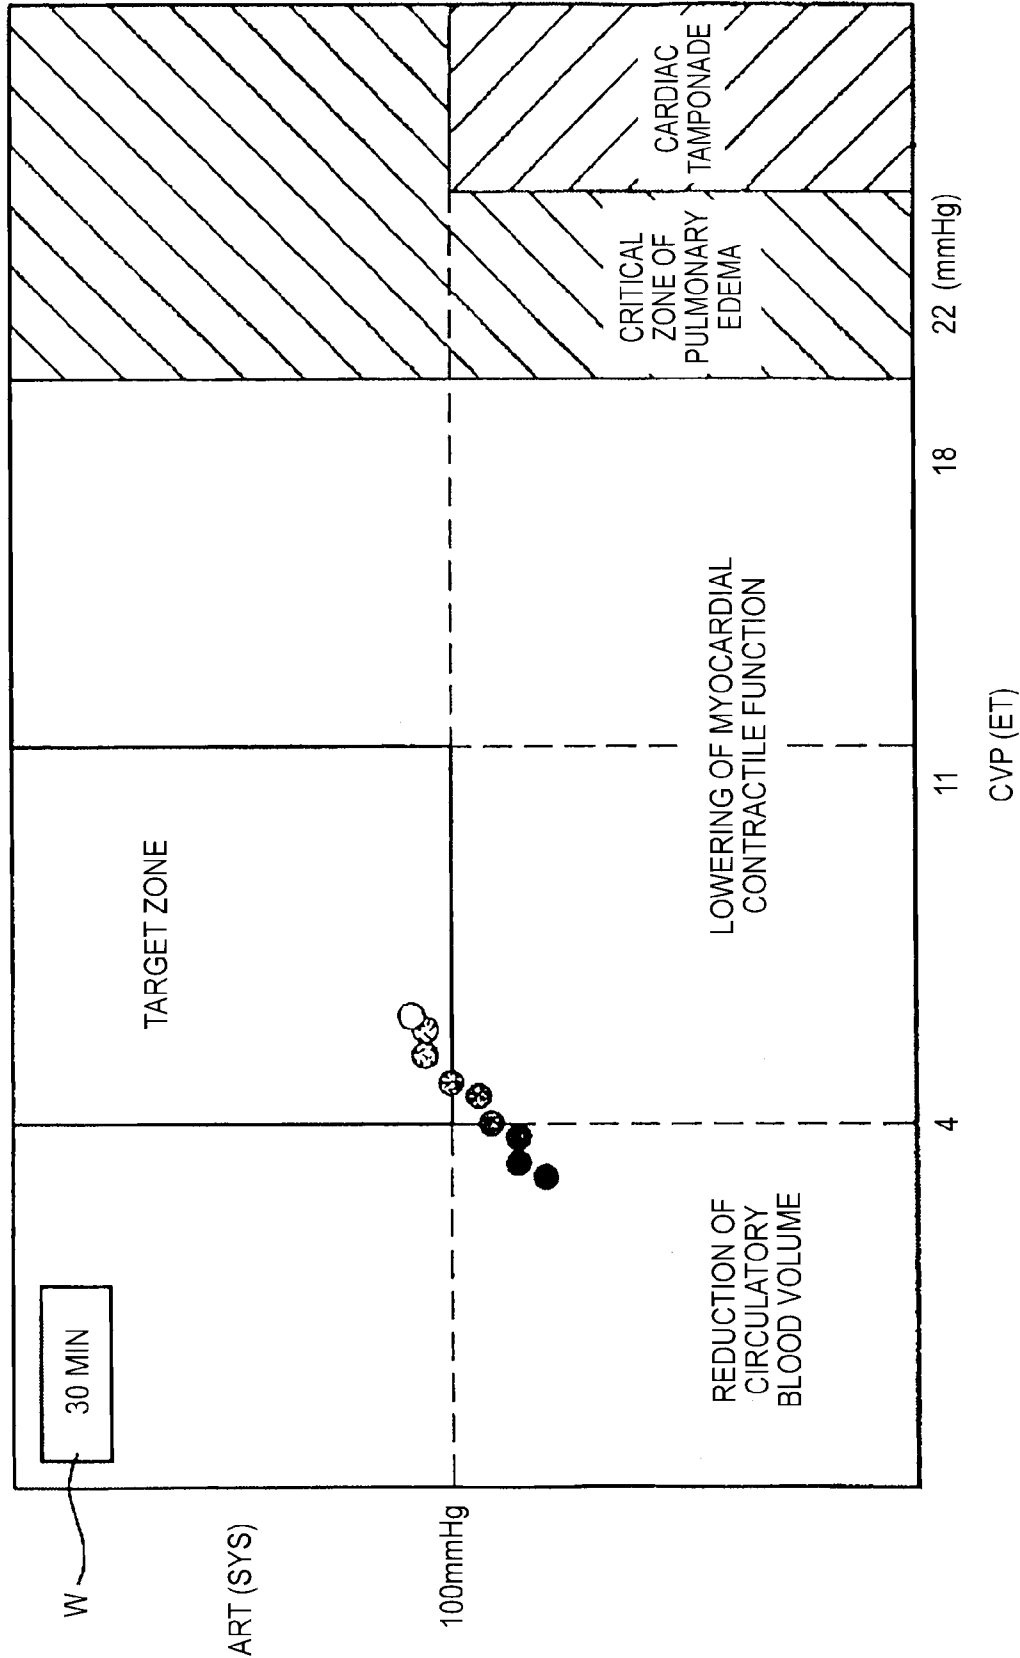 W
30 MIN
TARGET ZONE
ART (SYS)
100mmHg
REDUCTION OF
CIRCULATORY
BLOOD VOLUME
LOWERING OF MYOCARDIAL
CONTRACTILE FUNCTION
CRITICAL
ZONE OF
PULMONARY
EDEMA
CARDIAC
TAMPONADE
4
11
18
22 (mmHg)
CVP (ET)